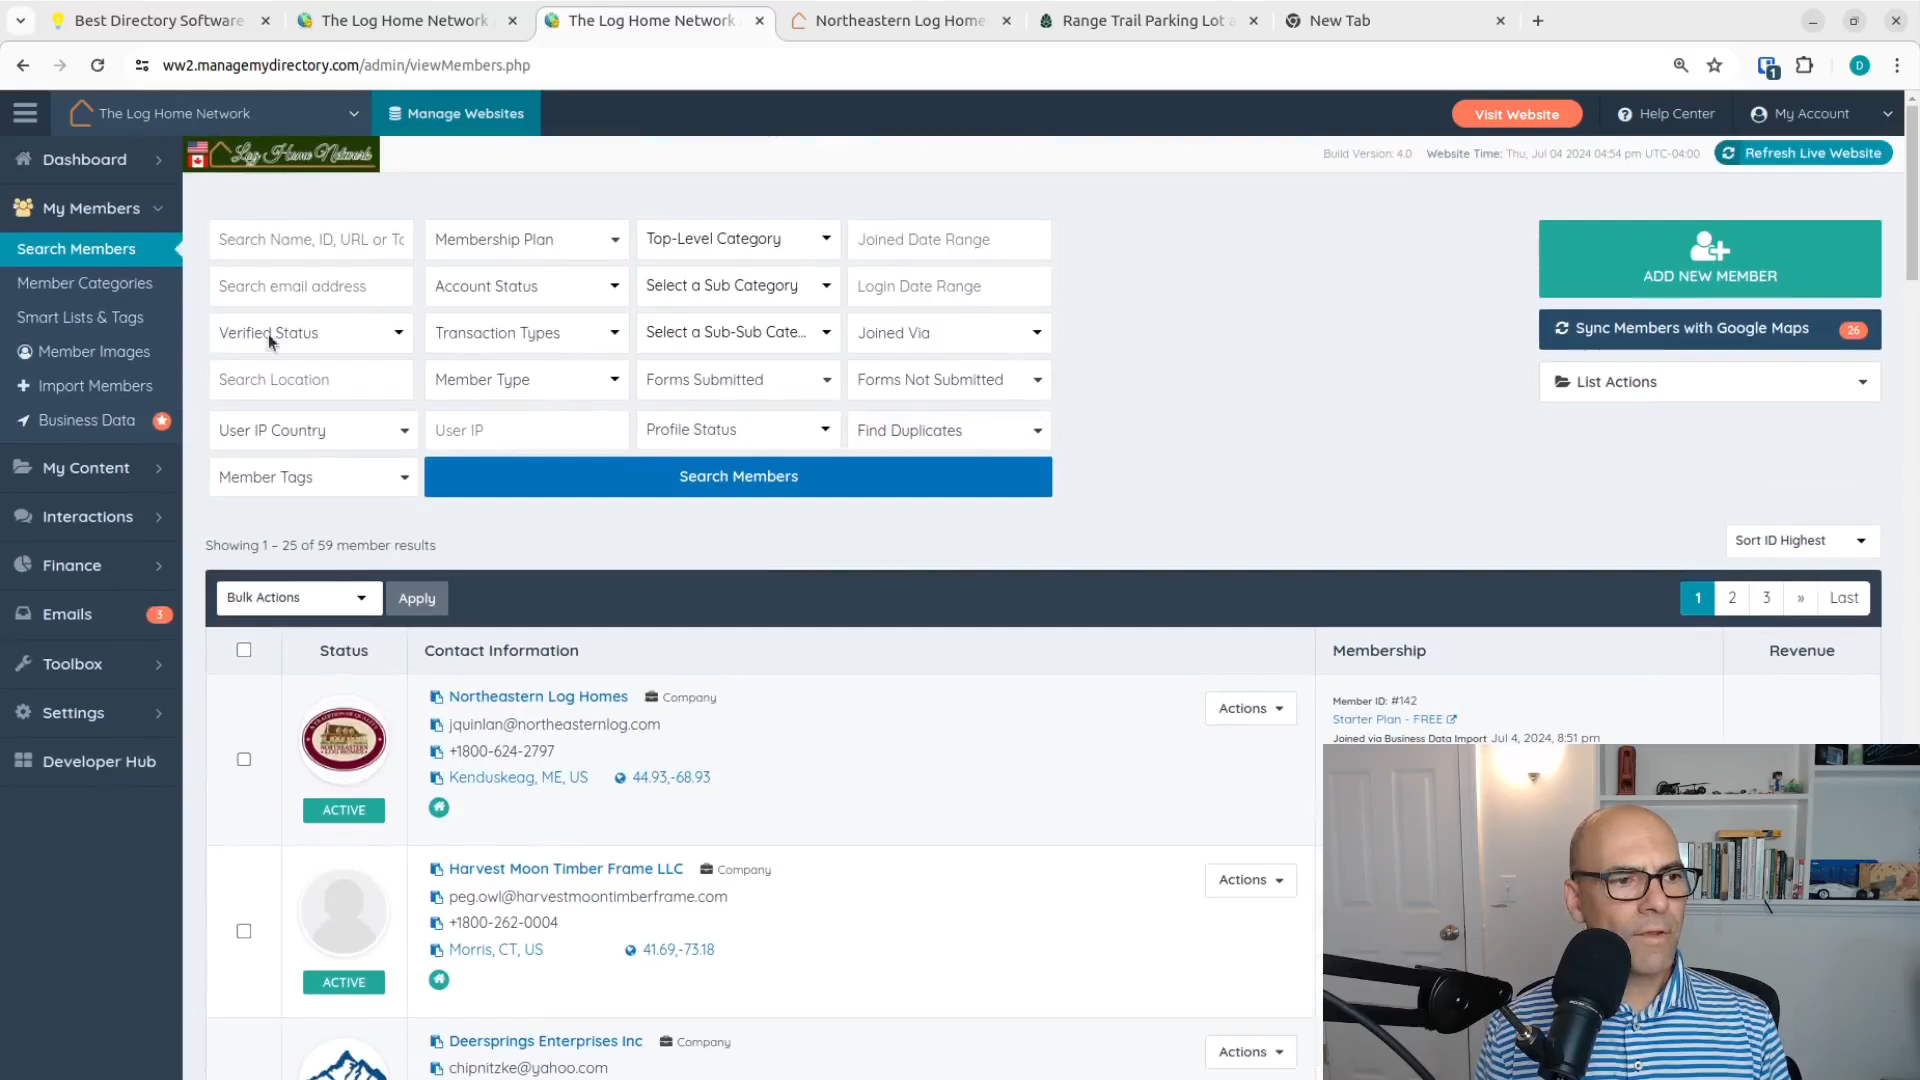 Best Directory Software
The Log Home Network
The Log Home Network
Northeastern Log Home
Range Trail Parking Lot a
New Tab
ww2.managemydirectory.com/admin/viewMembers.php
1
D
The Log Home Network
Manage Websites
Visit Website
Help Center
My Account
Log Home Network
Build Version: 4.0
Website Time: Thu, Jul 04 2024 04:54 pm UTC-04:00
Refresh Live Website
Dashboard
My Members
Search Members
Member Categories
Smart Lists & Tags
Member Images
Import Members
Business Data
My Content
Interactions
Finance
Emails
3
Toolbox
Settings
Developer Hub
Search Name, ID, URL or To
Membership Plan
Top-Level Category
Joined Date Range
Search email address
Account Status
Select a Sub Category
Login Date Range
Verified Status
Transaction Types
Select a Sub-Sub Cate...
Joined Via
Search Location
Member Type
Forms Submitted
Forms Not Submitted
User IP Country
User IP
Profile Status
Find Duplicates
Member Tags
Search Members
ADD NEW MEMBER
Sync Members with Google Maps
26
List Actions
Showing 1 – 25 of 59 member results
Sort ID Highest
Bulk Actions
Apply
1 2 3 » Last
Status
Contact Information
Membership
Revenue
Northeastern Log Homes
Company
jquinlan@northeasternlog.com
+1800-624-2797
Kenduskeag, ME, US
44.93,-68.93
ACTIVE
Actions
Member ID: #142
Starter Plan - FREE
Joined via Business Data Import Jul 4, 2024, 8:51 pm
Harvest Moon Timber Frame LLC
Company
peg.owl@harvestmoontimberframe.com
+1800-262-0004
Morris, CT, US
41.69,-73.18
ACTIVE
Actions
Deersprings Enterprises Inc
Company
chipnitzke@yahoo.com
Actions